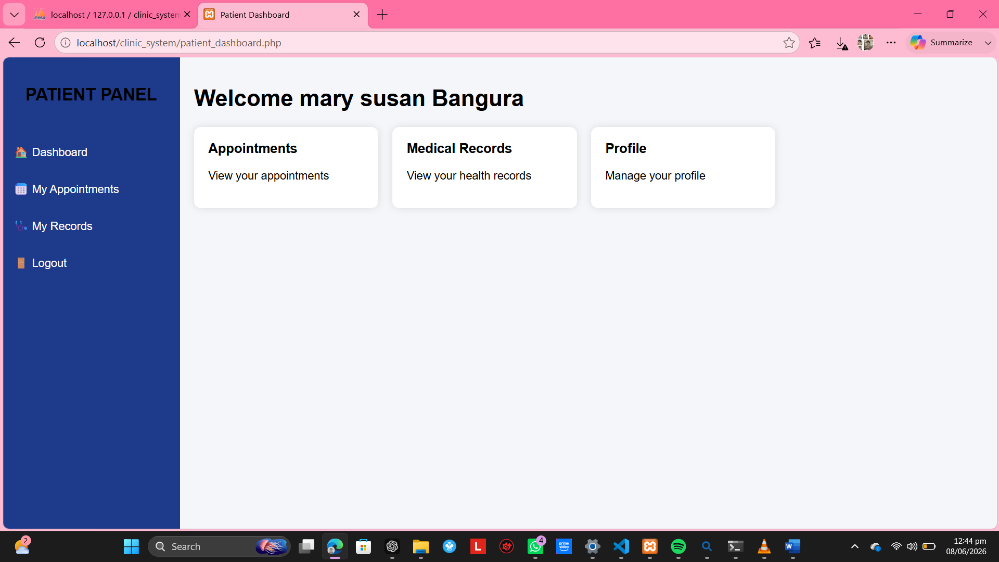 localhost / 127.0.0.1 / clinic_system
Patient Dashboard
localhost/clinic_system/patient_dashboard.php
Summarize
PATIENT PANEL
Dashboard
My Appointments
My Records
Logout
Welcome mary susan Bangura
Appointments
View your appointments
Medical Records
View your health records
Profile
Manage your profile
2
Search
L
4
12:44 pm
08/06/2026